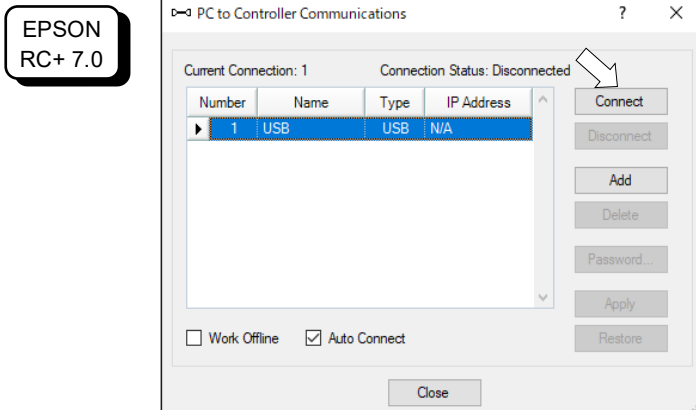 EPSON
RC+ 7.0
PC to Controller Communications
?
Current Connection: 1
Connection Status: Disconnected
Number Name Type IP Address
1 USB USB N/A
Connect
Disconnect
Add
Delete
Password...
Apply
Restore
Work Offline
Auto Connect
Close